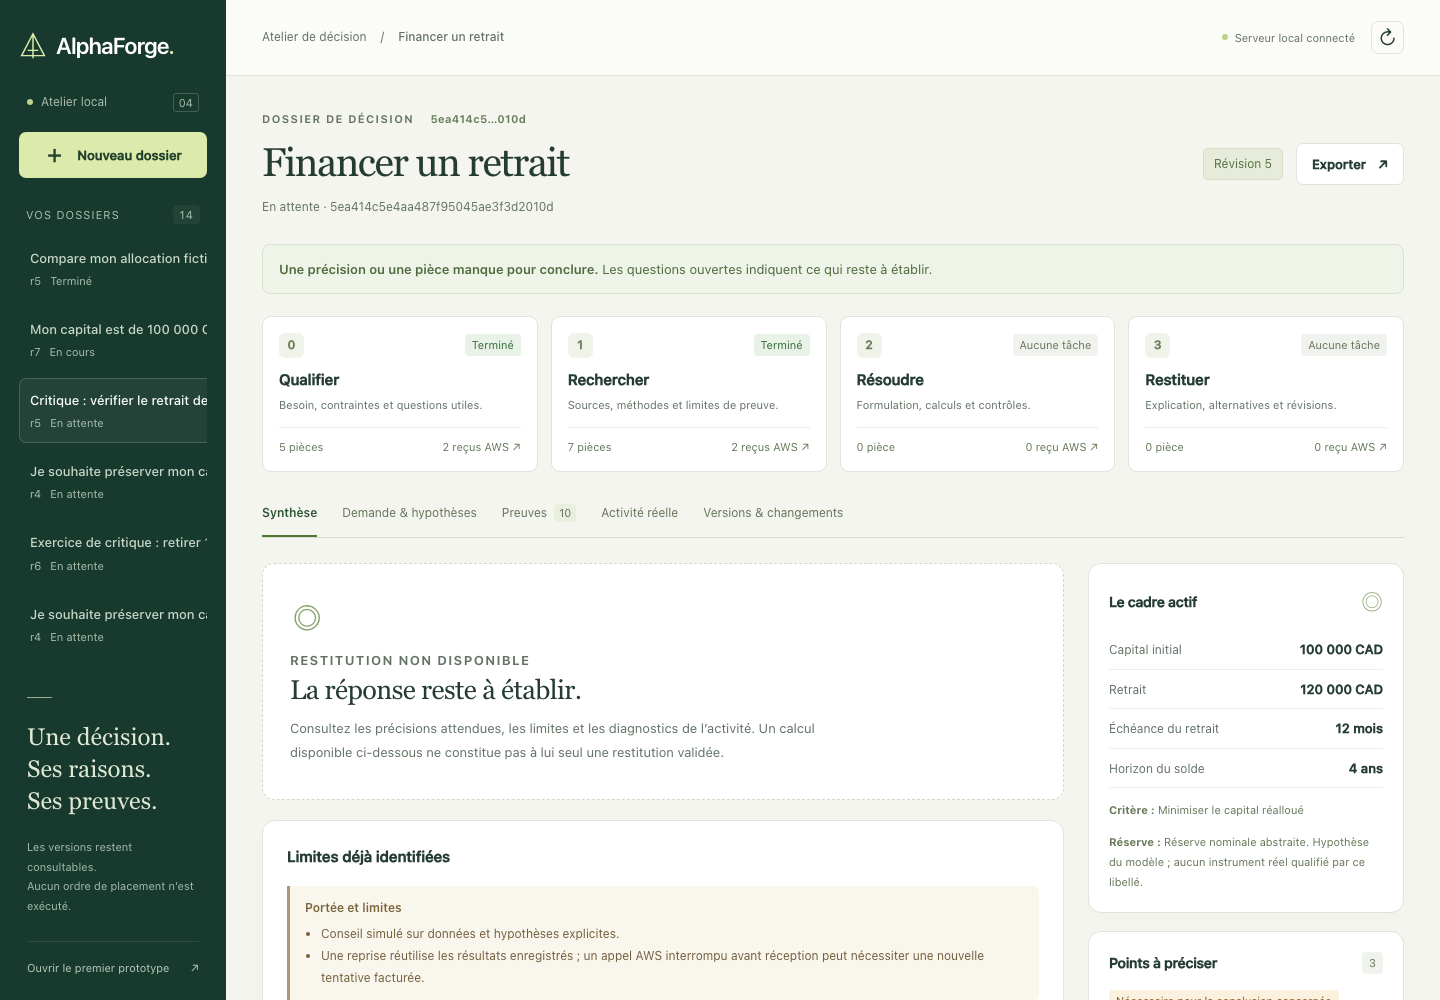 AlphaForge.
Atelier local 04
Nouveau dossier
VOS DOSSIERS 14
Compare mon allocation ficti
r5 Terminé
Mon capital est de 100 000 C
r7 En cours
Critique : vérifier le retrait de
r5 En attente
Je souhaite préserver mon ca
r4 En attente
Exercice de critique : retirer
r6 En attente
Je souhaite préserver mon ca
r4 En attente
Une décision.
Ses raisons.
Ses preuves.
Les versions restent
consultables.
Aucun ordre de placement n'est
exécuté.
Ouvrir le premier prototype ↗
Atelier de décision / Financer un retrait
Serveur local connecté
DOSSIER DE DÉCISION 5ea414c5…010d
Financer un retrait
En attente · 5ea414c5e4aa487f95045ae3f3d2010d
Révision 5
Exporter ↗
Une précision ou une pièce manque pour conclure. Les questions ouvertes indiquent ce qui reste à établir.
0 Terminé
Qualifier
Besoin, contraintes et questions utiles.
5 pièces 2 reçus AWS ↗
1 Terminé
Rechercher
Sources, méthodes et limites de preuve.
7 pièces 2 reçus AWS ↗
2 Aucune tâche
Résoudre
Formulation, calculs et contrôles.
0 pièce 0 reçu AWS ↗
3 Aucune tâche
Restituer
Explication, alternatives et révisions.
0 pièce 0 reçu AWS ↗
Synthèse Demande & hypothèses Preuves 10 Activité réelle Versions & changements
RESTITUTION NON DISPONIBLE
La réponse reste à établir.
Consultez les précisions attendues, les limites et les diagnostics de l'activité. Un calcul
disponible ci-dessous ne constitue pas à lui seul une restitution validée.
Limites déjà identifiées
Portée et limites
• Conseil simulé sur données et hypothèses explicites.
• Une reprise réutilise les résultats enregistrés ; un appel AWS interrompu avant réception peut nécessiter une nouvelle
tentative facturée.
Le cadre actif
Capital initial 100 000 CAD
Retrait 120 000 CAD
Échéance du retrait 12 mois
Horizon du solde 4 ans
Critère : Minimiser le capital réalloué
Réserve : Réserve nominale abstraite. Hypothèse
du modèle ; aucun instrument réel qualifié par ce
libellé.
Points à préciser 3